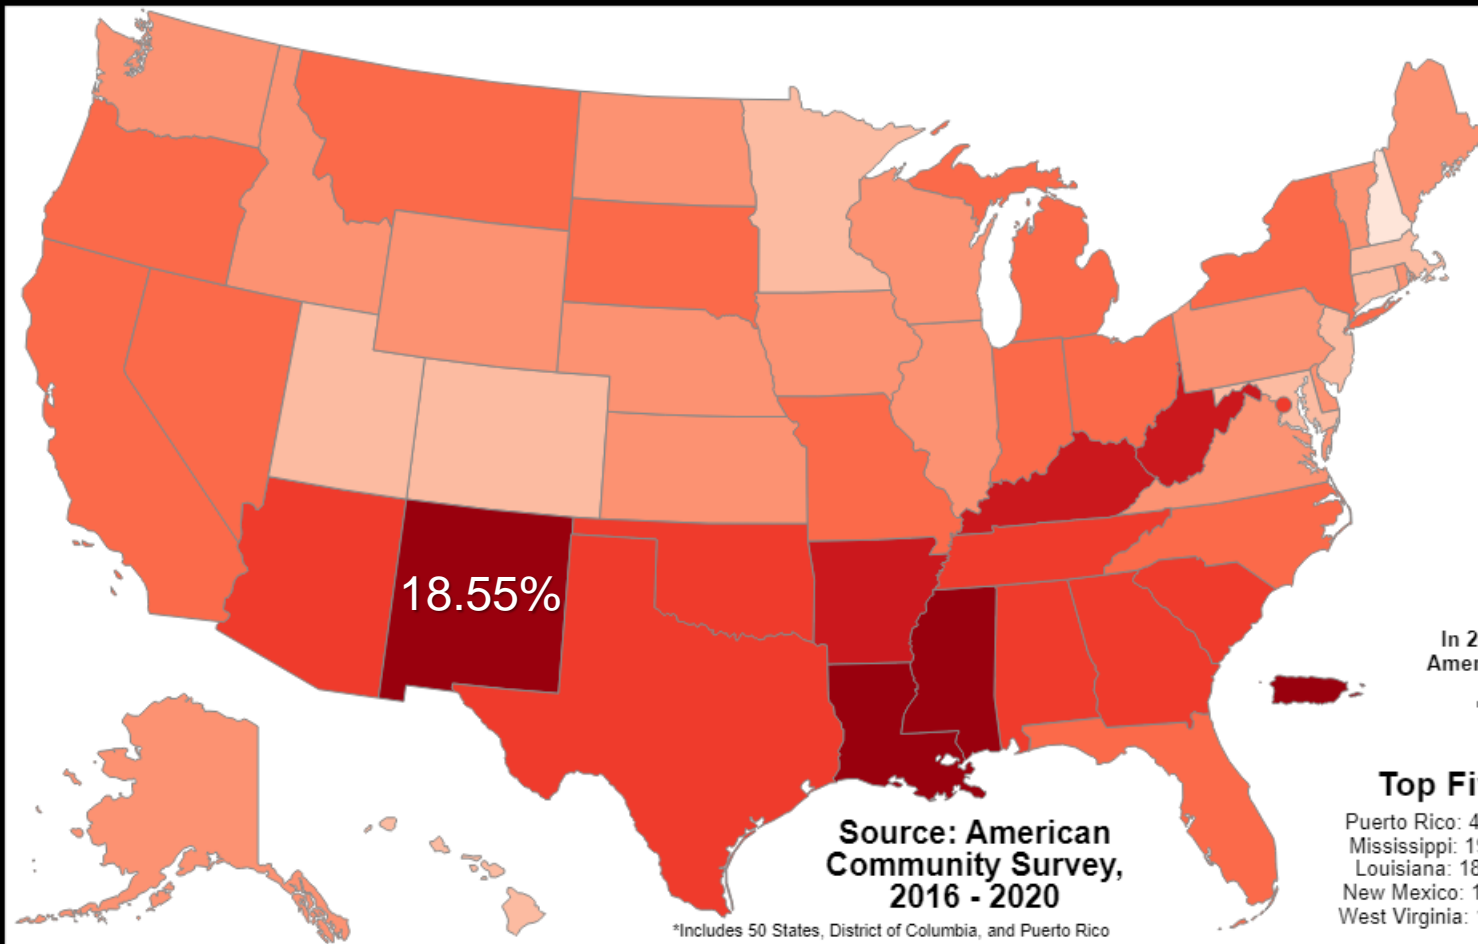 18.55%
In 2
Amer
Source: American
Community Survey,
2016 - 2020
*Includes 50 States, District of Columbia, and Puerto Rico
Top Fi
Puerto Rico: 4
Mississippi: 19
Louisiana: 18
New Mexico: 1
West Virginia: